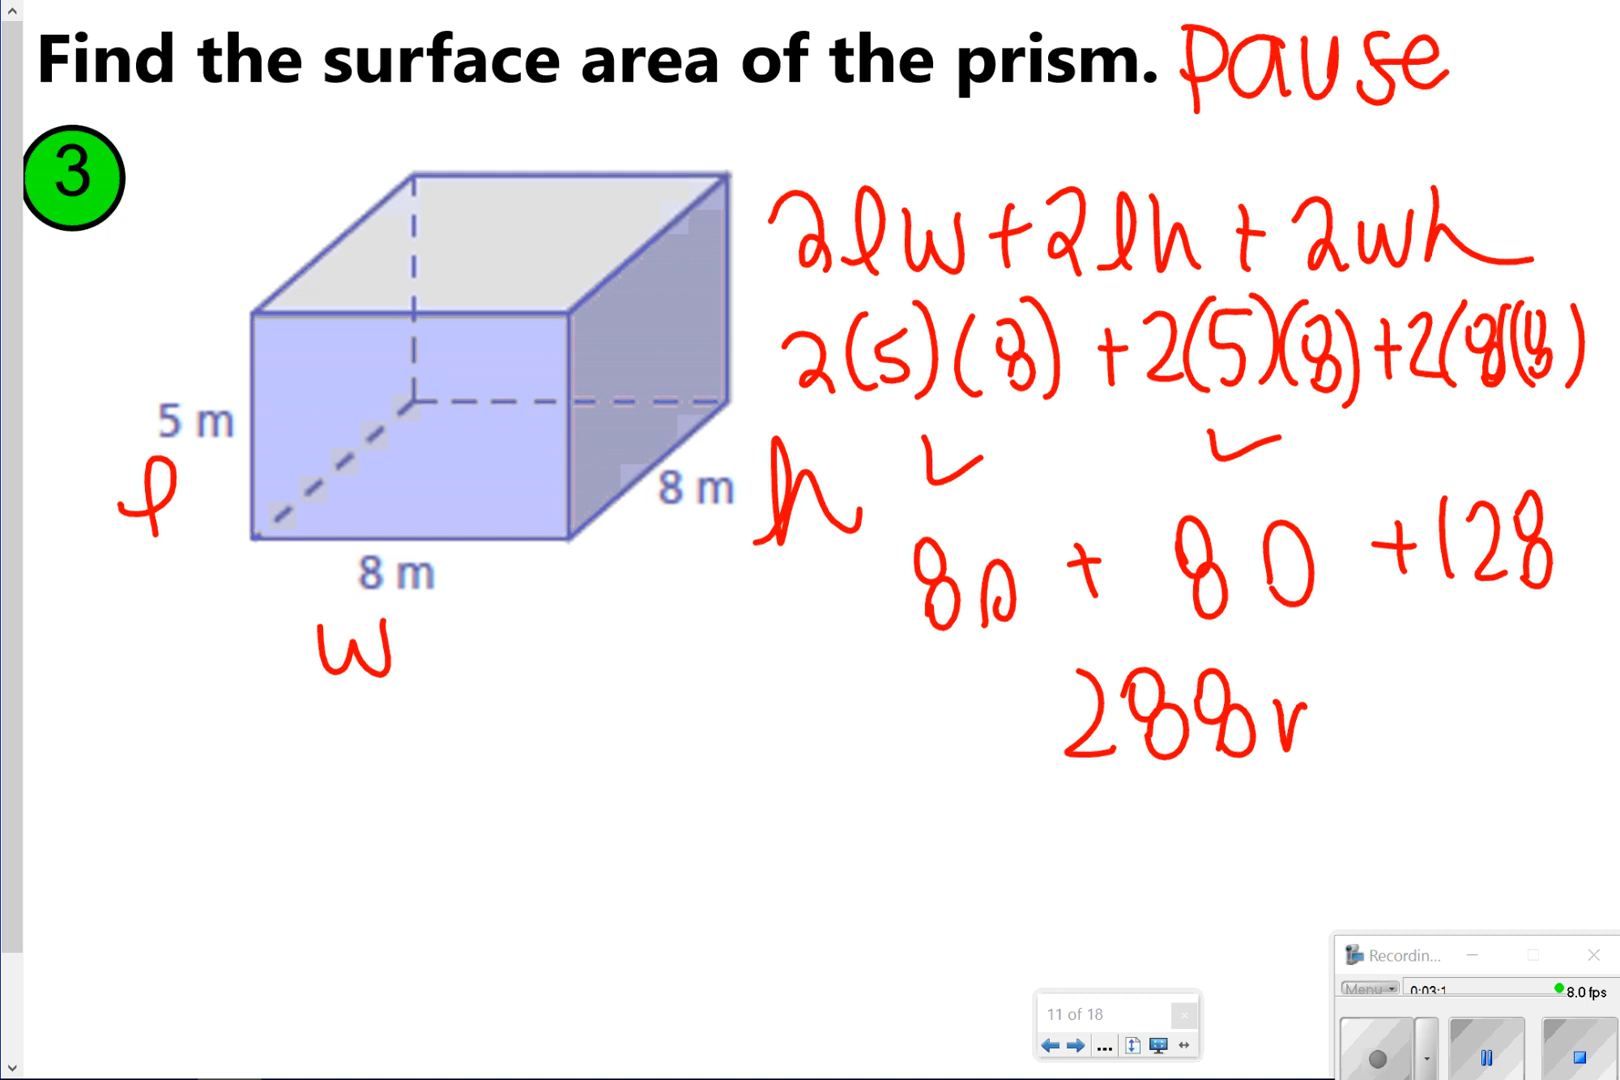 Find the surface area of the prism. pause
3
2lw+2lh+2wh
2(5)(8)+2(5)(8)+2(8)(8)
5 m
l
8 m
h
80+80+128
8 m
w
288
Recordin...
Menu
8.0 fps
11 of 18
...